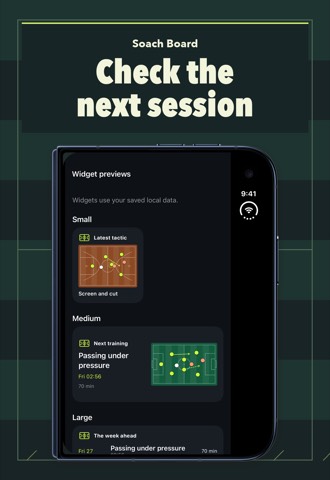 Soach Board
Check the
next session
Widget previews
9:41
Widgets use your saved local data.
Small
Latest tactic
Screen and cut
Medium
Next training
Passing under
pressure
Fri 02:56
70 min
Large
The week ahead
Fri 27 Passing under pressure 70 min